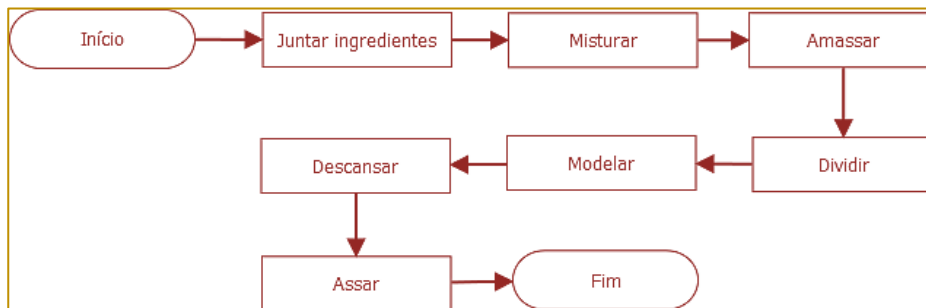 Início
Juntar ingredientes
Misturar
Amassar
Dividir
Modelar
Descansar
Assar
Fim